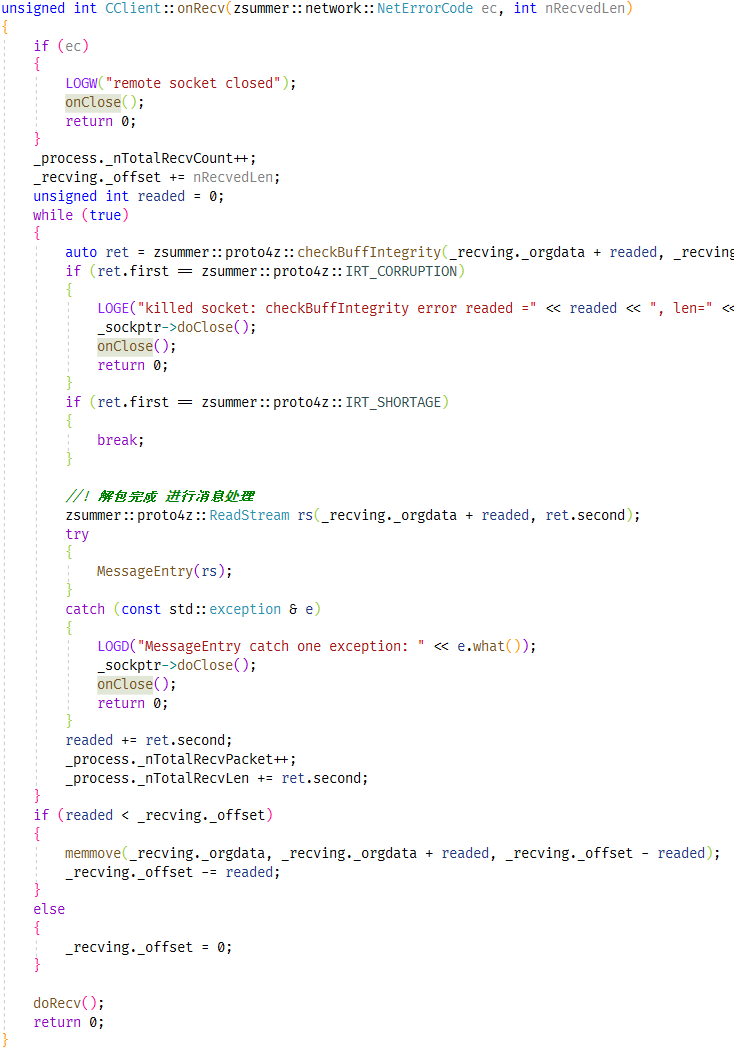 unsigned int CClient::onRecv(zsummer::network::NetErrorCode ec, int nRecvedLen)
{
    if (ec)
    {
        LOGW("remote socket closed");
        onClose();
        return 0;
    }
    _process._nTotalRecvCount++;
    _recving._offset += nRecvedLen;
    unsigned int readed = 0;
    while (true)
    {
        auto ret = zsummer::proto4z::checkBuffIntegrity(_recving._orgdata + readed, _recving
        if (ret.first == zsummer::proto4z::IRT_CORRUPTION)
        {
            LOGE("killed socket: checkBuffIntegrity error readed =" << readed << ", len=" <<
            _sockptr->doClose();
            onClose();
            return 0;
        }
        if (ret.first == zsummer::proto4z::IRT_SHORTAGE)
        {
            break;
        }

        //! 解包完成 进行消息处理
        zsummer::proto4z::ReadStream rs(_recving._orgdata + readed, ret.second);
        try
        {
            MessageEntry(rs);
        }
        catch (const std::exception & e)
        {
            LOGD("MessageEntry catch one exception: " << e.what());
            _sockptr->doClose();
            onClose();
            return 0;
        }
        readed += ret.second;
        _process._nTotalRecvPacket++;
        _process._nTotalRecvLen += ret.second;
    }
    if (readed < _recving._offset)
    {
        memmove(_recving._orgdata, _recving._orgdata + readed, _recving._offset - readed);
        _recving._offset -= readed;
    }
    else
    {
        _recving._offset = 0;
    }

    doRecv();
    return 0;
}